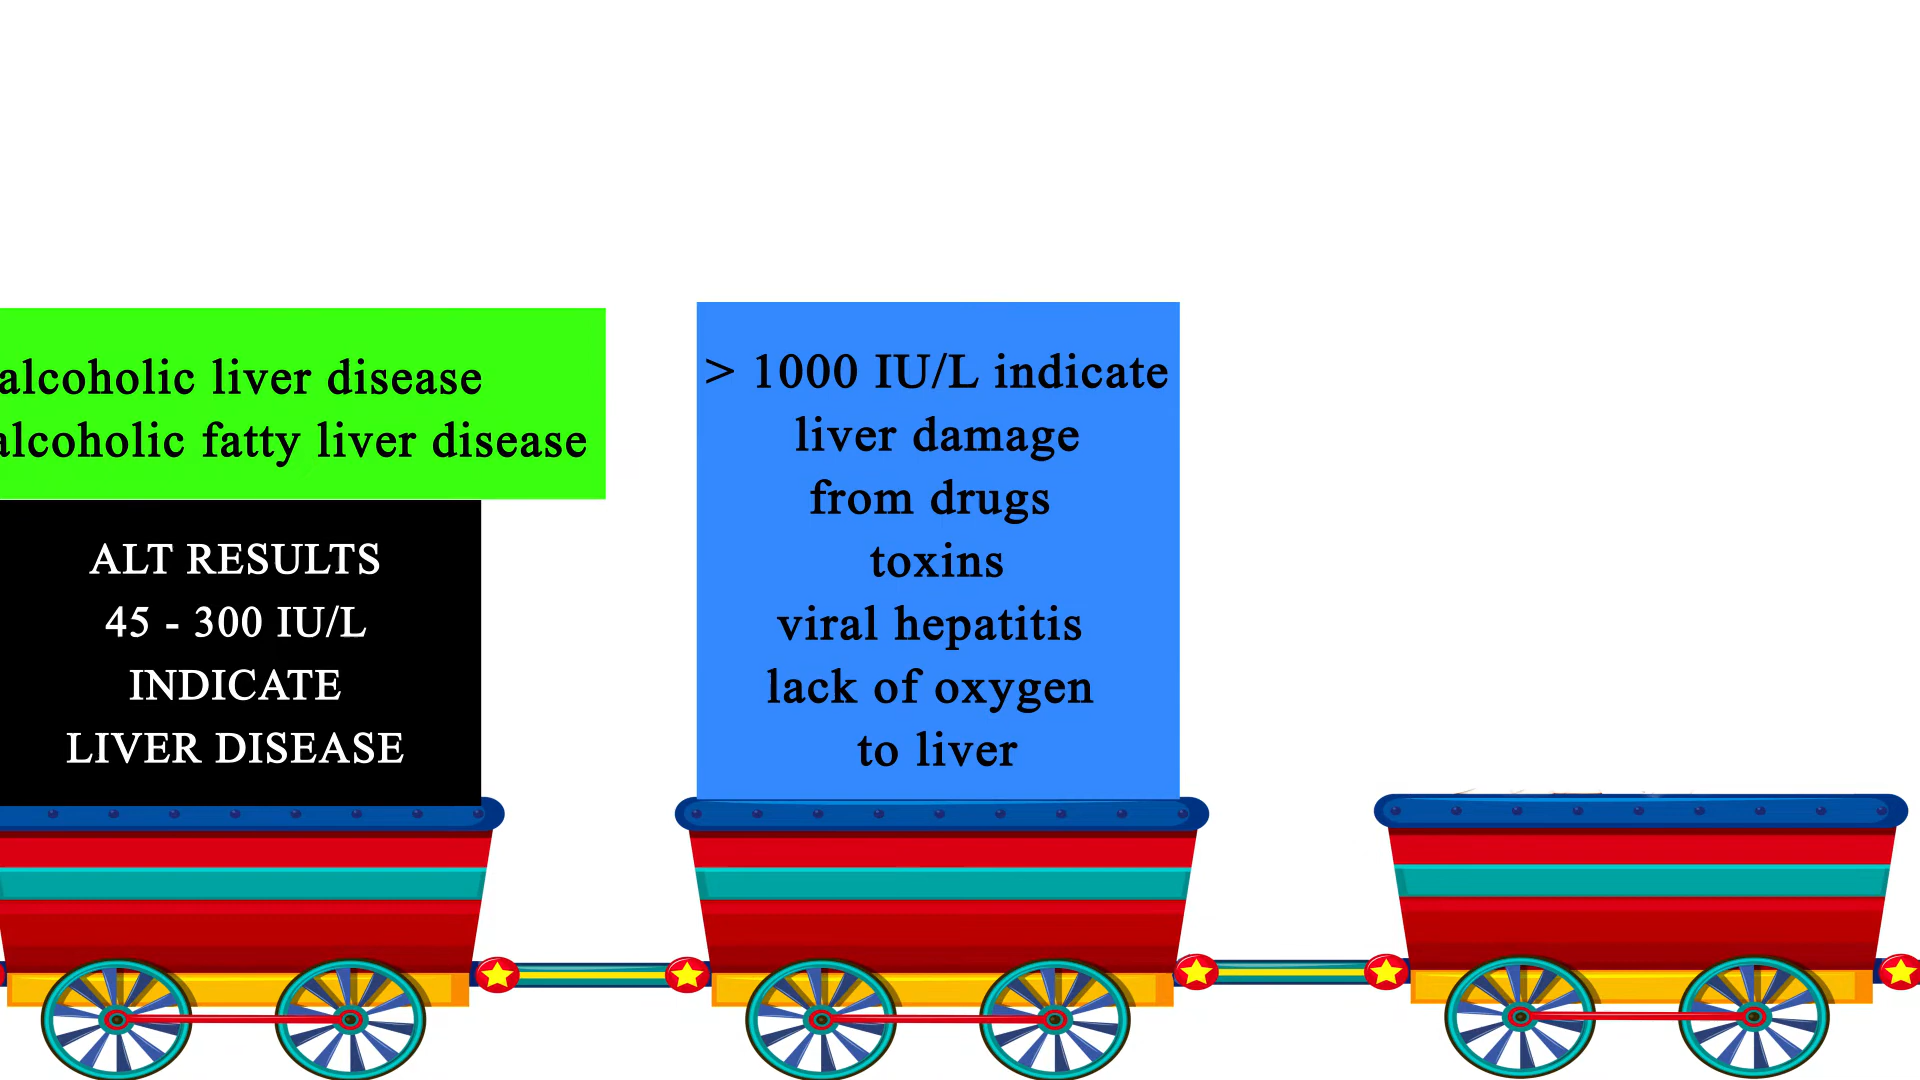 alcoholic liver disease
alcoholic fatty liver disease
ALT RESULTS
45 - 300 IU/L
INDICATE
LIVER DISEASE
> 1000 IU/L indicate
liver damage
from drugs
toxins
viral hepatitis
lack of oxygen
to liver